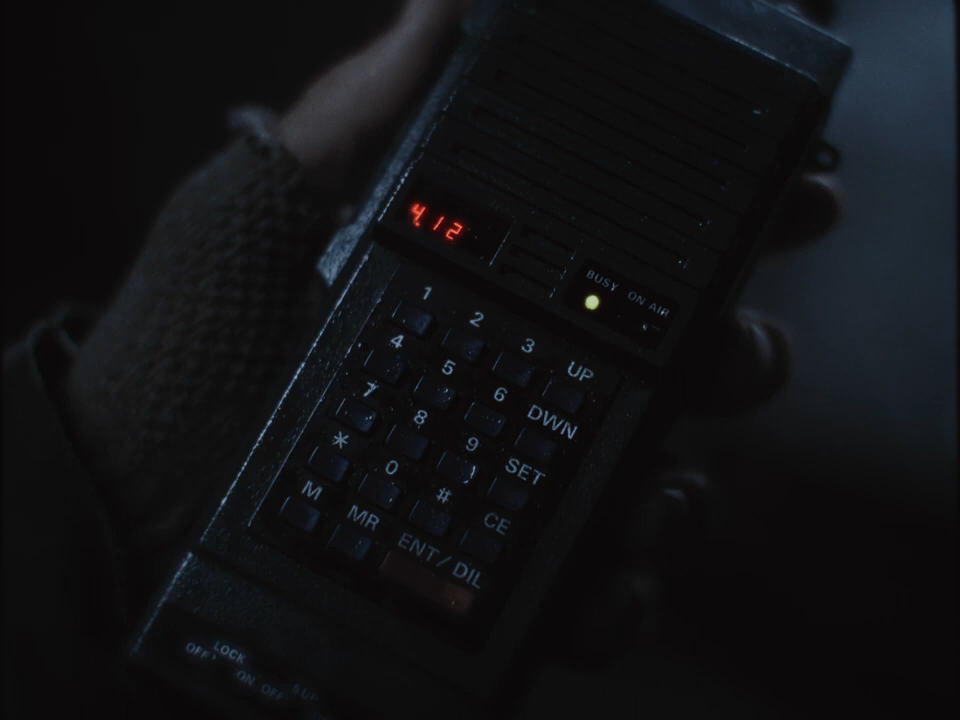 4.12
BUSY ON AIR
1 2 3 UP
4 5 6 DWN
7 8 9 SET
* 0 # CE
M MR ENT/DIL
LOCK
OFF ON OFF